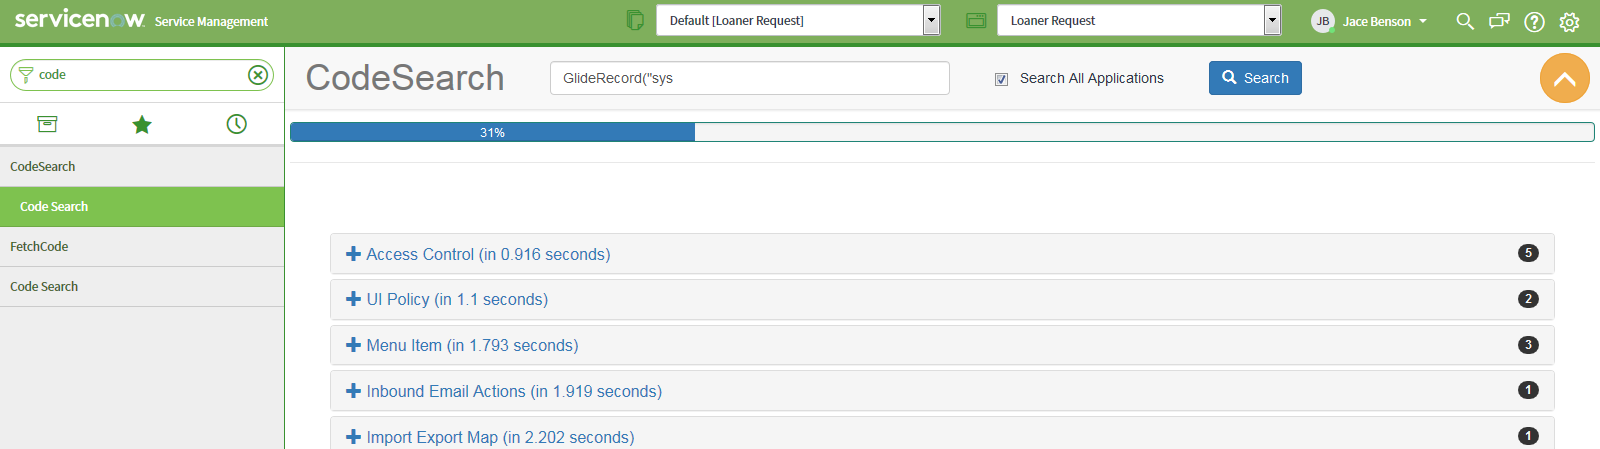 servicenow Service Management
Default [Loaner Request]
Loaner Request
JB Jace Benson
code
CodeSearch
GlideRecord("sys
Search All Applications
Search
31%
CodeSearch
Code Search
FetchCode
Code Search
Access Control (in 0.916 seconds) 5
UI Policy (in 1.1 seconds) 2
Menu Item (in 1.793 seconds) 3
Inbound Email Actions (in 1.919 seconds) 1
Import Export Map (in 2.202 seconds) 1